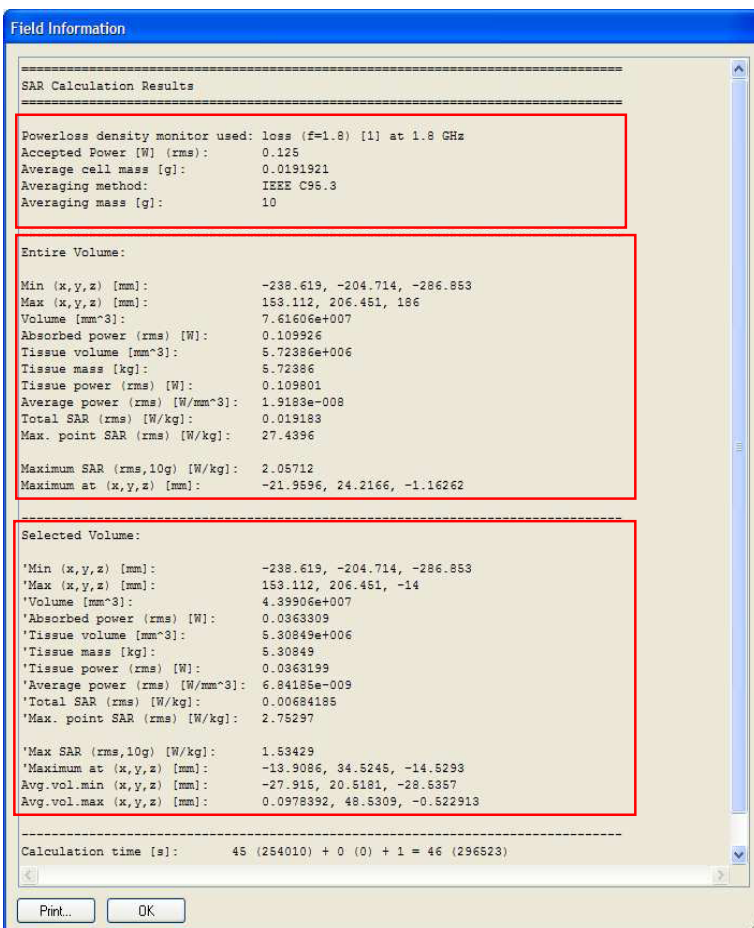 Field Information
================================================================================
SAR Calculation Results
================================================================================
Powerloss density monitor used: loss (f=1.8) [1] at 1.8 GHz
Accepted Power [W] (rms): 0.125
Average cell mass [g]: 0.0191921
Averaging method: IEEE C95.3
Averaging mass [g]: 10
Entire Volume:
Min (x,y,z) [mm]: -238.619, -204.714, -286.853
Max (x,y,z) [mm]: 153.112, 206.451, 186
Volume [mm^3]: 7.61606e+007
Absorbed power (rms) [W]: 0.109926
Tissue volume [mm^3]: 5.72386e+006
Tissue mass [kg]: 5.72386
Tissue power (rms) [W]: 0.109801
Average power (rms) [W/mm^3]: 1.9183e-008
Total SAR (rms) [W/kg]: 0.019183
Max. point SAR (rms) [W/kg]: 27.4396
Maximum SAR (rms,10g) [W/kg]: 2.05712
Maximum at (x,y,z) [mm]: -21.9596, 24.2166, -1.16262
--------------------------------------------------------------------------------
Selected Volume:
'Min (x,y,z) [mm]: -238.619, -204.714, -286.853
'Max (x,y,z) [mm]: 153.112, 206.451, -14
'Volume [mm^3]: 4.39906e+007
'Absorbed power (rms) [W]: 0.0363309
'Tissue volume [mm^3]: 5.30849e+006
'Tissue mass [kg]: 5.30849
'Tissue power (rms) [W]: 0.0363199
'Average power (rms) [W/mm^3]: 6.84185e-009
'Total SAR (rms) [W/kg]: 0.00684185
'Max. point SAR (rms) [W/kg]: 2.75297
'Max SAR (rms,10g) [W/kg]: 1.53429
'Maximum at (x,y,z) [mm]: -13.9086, 34.5245, -14.5293
Avg.vol.min (x,y,z) [mm]: -27.915, 20.5181, -28.5357
Avg.vol.max (x,y,z) [mm]: 0.0978392, 48.5309, -0.522913
--------------------------------------------------------------------------------
Calculation time [s]: 45 (254010) + 0 (0) + 1 = 46 (296523)
Print... OK